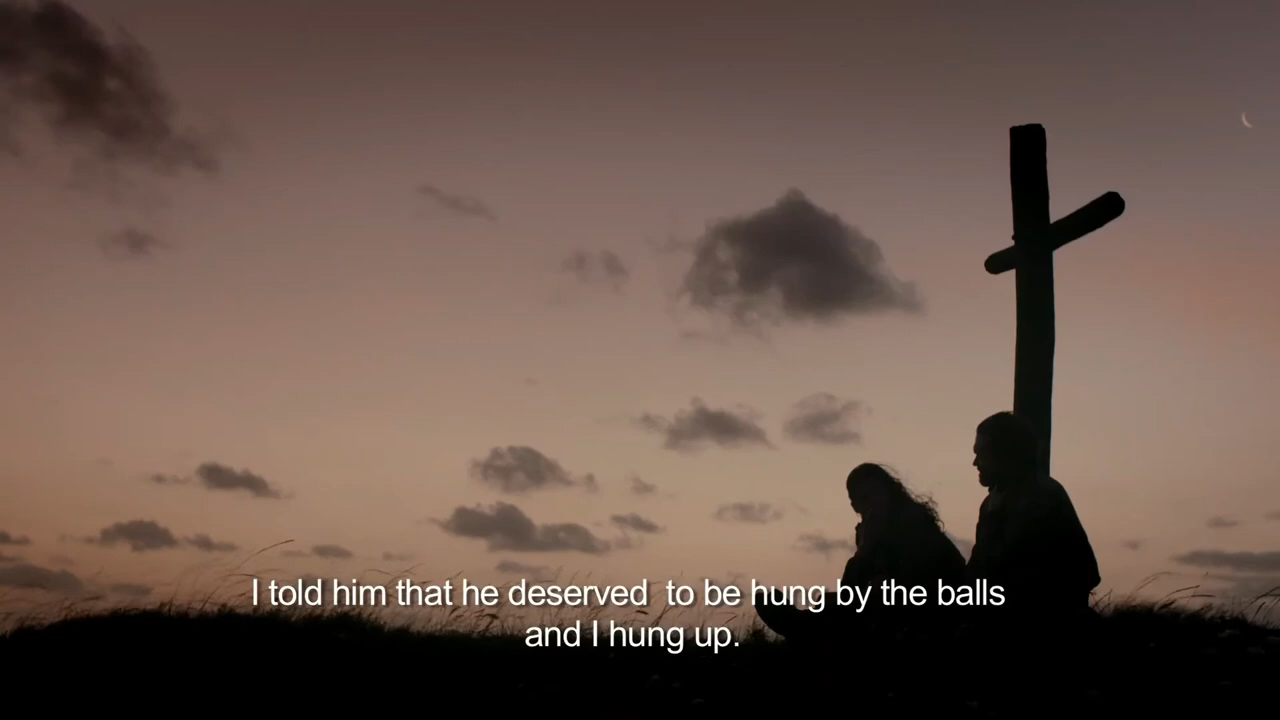 I told him that he deserved  to be hung by the balls
and I hung up.